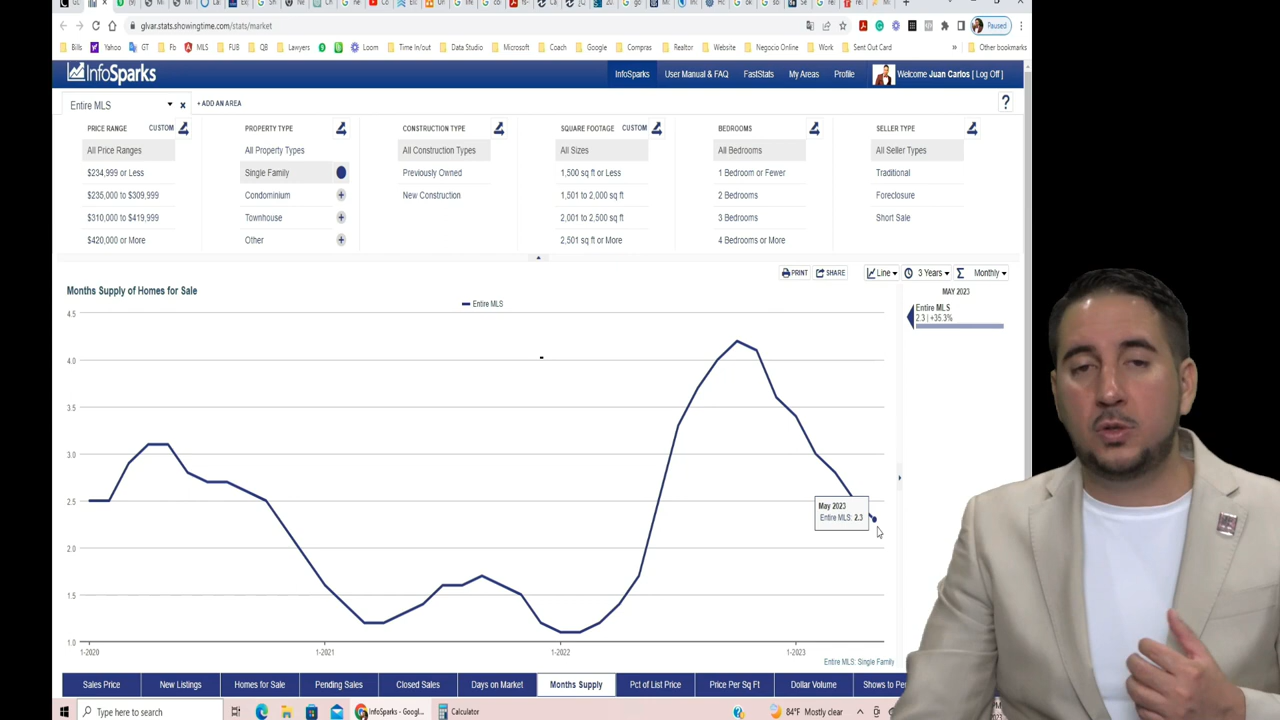 glvar.stats.showingtime.com/stats/market
Paused
Bills Yahoo GT Fb MLS FUB QB Lawyers Loom Time In/out Data Studio Microsoft Coach Google Compras Realtor Website Negocio Online Work Sent Out Card » Other bookmarks
InfoSparks
InfoSparks User Manual & FAQ FastStats My Areas Profile Welcome Juan Carlos [ Log Off ]
Entire MLS + ADD AN AREA ?
PRICE RANGE CUSTOM PROPERTY TYPE CONSTRUCTION TYPE SQUARE FOOTAGE CUSTOM BEDROOMS SELLER TYPE
All Price Ranges All Property Types All Construction Types All Sizes All Bedrooms All Seller Types
$234,999 or Less Single Family Previously Owned 1,500 sq ft or Less 1 Bedroom or Fewer Traditional
$235,000 to $309,999 Condominium New Construction 1,501 to 2,000 sq ft 2 Bedrooms Foreclosure
$310,000 to $419,999 Townhouse 2,001 to 2,500 sq ft 3 Bedrooms Short Sale
$420,000 or More Other 2,501 sq ft or More 4 Bedrooms or More
PRINT SHARE Line 3 Years Σ Monthly
Months Supply of Homes for Sale
Entire MLS
MAY 2023
Entire MLS
2.3 | +35.3%
4.5
4.0
3.5
3.0
2.5
2.0
1.5
1.0
May 2023
Entire MLS: 2.3
1-2020 1-2021 1-2022 1-2023
Entire MLS: Single Family
Sales Price New Listings Homes for Sale Pending Sales Closed Sales Days on Market Months Supply Pct of List Price Price Per Sq Ft Dollar Volume Shows to
Type here to search InfoSparks - Googl... Calculator 84°F Mostly clear